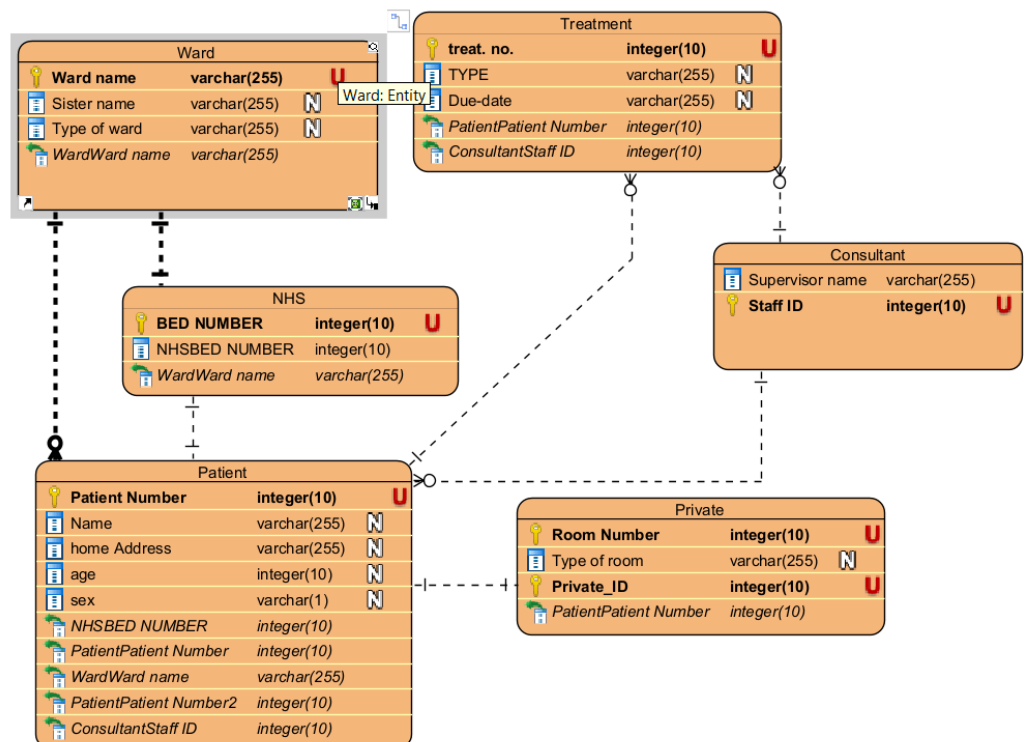 Ward
Ward name varchar(255) U
Sister name varchar(255) N
Type of ward varchar(255) N
WardWard name varchar(255)
Ward: Entity
Treatment
treat. no. integer(10) U
TYPE varchar(255) N
Due-date varchar(255) N
PatientPatient Number integer(10)
ConsultantStaff ID integer(10)
Consultant
Supervisor name varchar(255)
Staff ID integer(10) U
NHS
BED NUMBER integer(10) U
NHSBED NUMBER integer(10)
WardWard name varchar(255)
Patient
Patient Number integer(10) U
Name varchar(255) N
home Address varchar(255) N
age integer(10) N
sex varchar(1) N
NHSBED NUMBER integer(10)
PatientPatient Number integer(10)
WardWard name varchar(255)
PatientPatient Number2 integer(10)
ConsultantStaff ID integer(10)
Private
Room Number integer(10) U
Type of room varchar(255) N
Private_ID integer(10) U
PatientPatient Number integer(10)